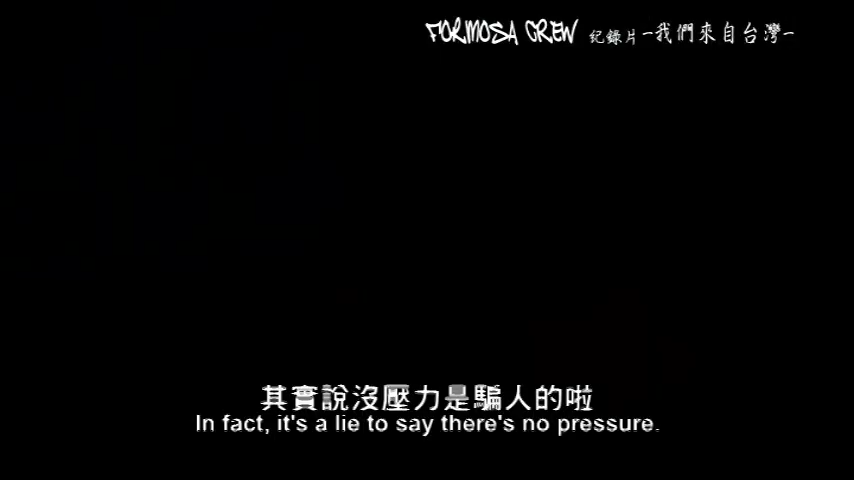 FORMOSA CREW 紀錄片-我們來自台灣-
其實說沒壓力是騙人的啦
In fact, it's a lie to say there's no pressure.